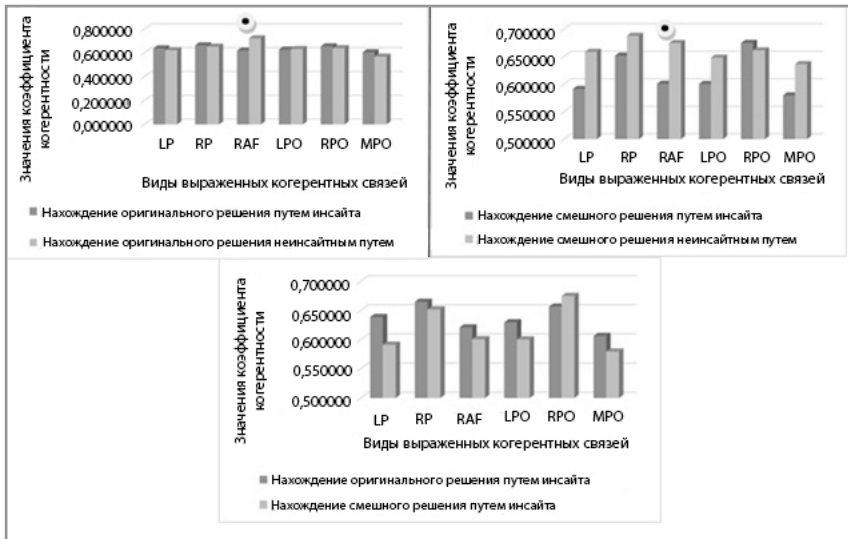 Значения коэффициента
когерентности
0,800000
0,600000
0,400000
0,200000
0,000000
LP RP RAF LPO RPO MPO
Виды выраженных когерентных связей
Нахождение оригинального решения путем инсайта
Нахождение оригинального решения неинсайтным путем
Значения коэффициента
когерентности
0,700000
0,650000
0,600000
0,550000
0,500000
LP RP RAF LPO RPO MPO
Виды выраженных когерентных связей
Нахождение смешного решения путем инсайта
Нахождение смешного решения неинсайтным путем
Значения коэффициента
когерентности
0,700000
0,650000
0,600000
0,550000
0,500000
LP RP RAF LPO RPO MPO
Виды выраженных когерентных связей
Нахождение оригинального решения путем инсайта
Нахождение смешного решения путем инсайта